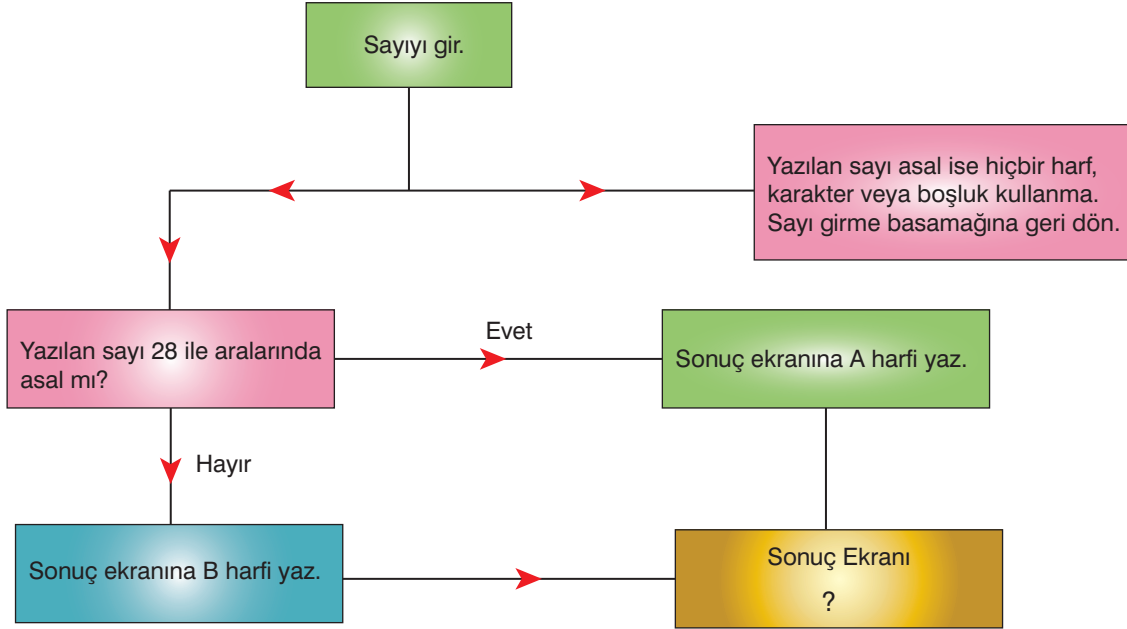 Sayıyı gir.
Yazılan sayı asal ise hiçbir harf,
karakter veya boşluk kullanma.
Sayı girme basamağına geri dön.
Yazılan sayı 28 ile aralarında
asal mı?
Evet
Sonuç ekranına A harfi yaz.
Hayır
Sonuç ekranına B harfi yaz.
Sonuç Ekranı
?